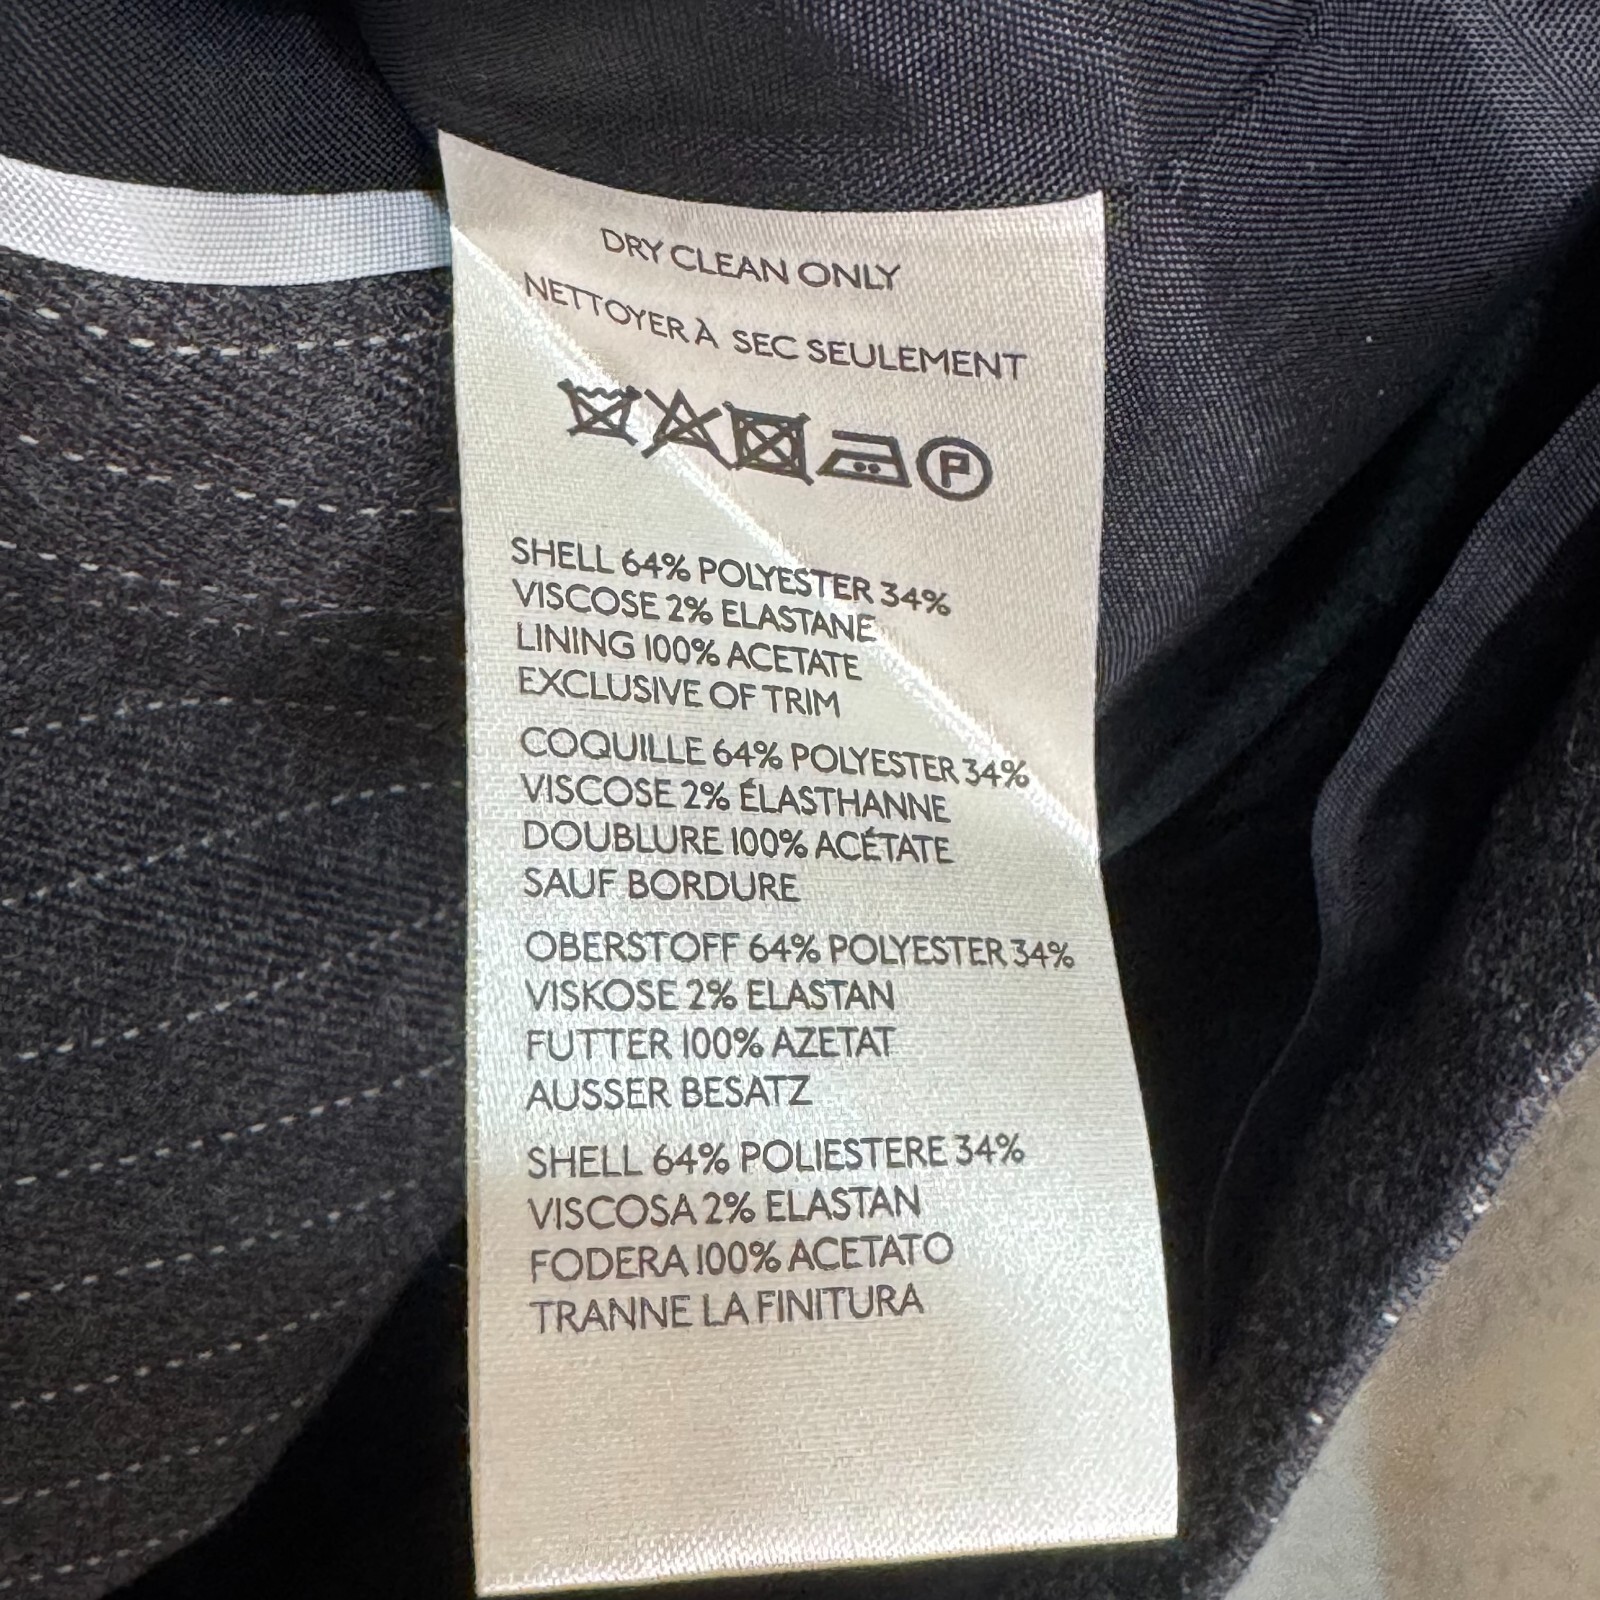 DRY CLEAN ONLY
NETTOYER À SEC SEULEMENT
P
SHELL 64% POLYESTER 34%
VISCOSE 2% ELASTANE
LINING 100% ACETATE
EXCLUSIVE OF TRIM
COQUILLE 64% POLYESTER 34%
VISCOSE 2% ÉLASTHANNE
DOUBLURE 100% ACÉTATE
SAUF BORDURE
OBERSTOFF 64% POLYESTER 34%
VISKOSE 2% ELASTAN
FUTTER 100% AZETAT
AUSSER BESATZ
SHELL 64% POLIESTERE 34%
VISCOSA 2% ELASTAN
FODERA 100% ACETATO
TRANNE LA FINITURA